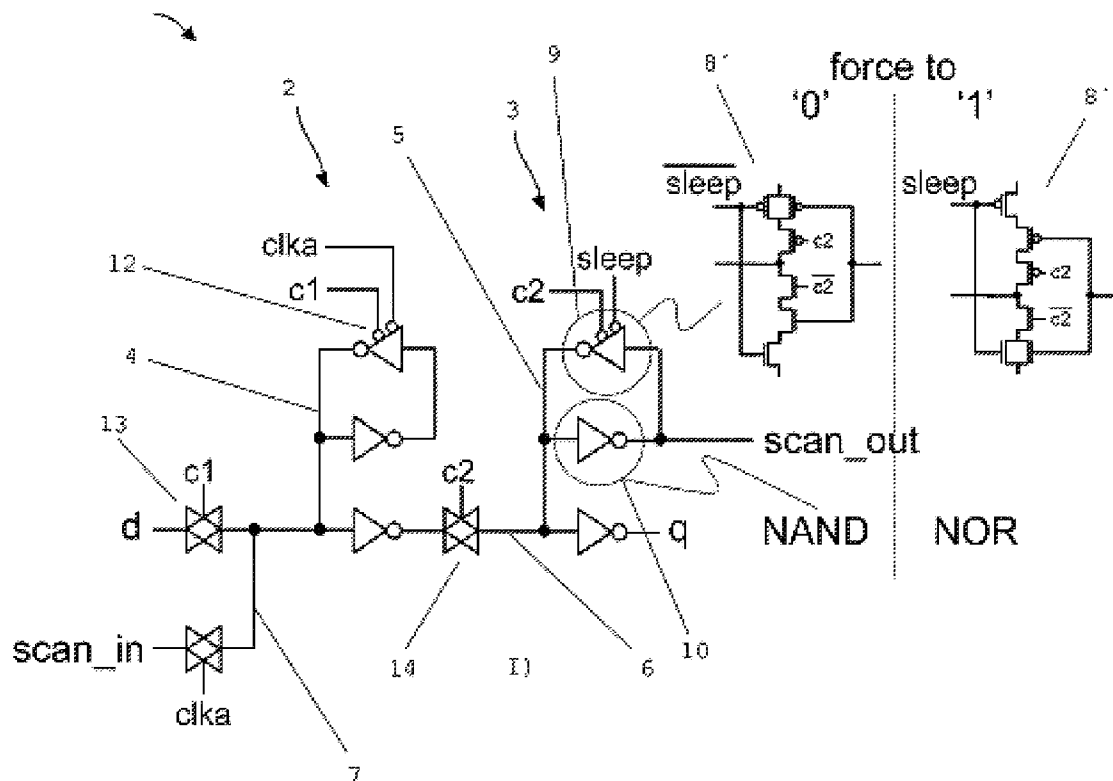 9
8'
force to
2
3
'0'
'1'
8'
5
sleep
sleep
clka
12
c1
sleep
c2
c2
c2
c2
c2
4
13
c1
d
c2
q
scan_out
NAND
NOR
scan_in
clka
14
I)
6
10
7